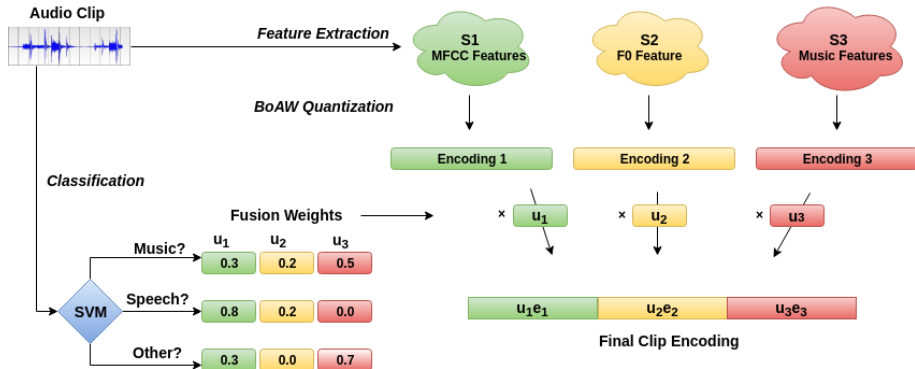 Audio Clip
Feature Extraction
S1
MFCC Features
S2
F0 Feature
S3
Music Features
BoAW Quantization
Encoding 1
Encoding 2
Encoding 3
Classification
Fusion Weights
× u1
× u2
× u3
u1 u2 u3
Music? 0.3 0.2 0.5
SVM
Speech? 0.8 0.2 0.0
Other? 0.3 0.0 0.7
u1e1 u2e2 u3e3
Final Clip Encoding